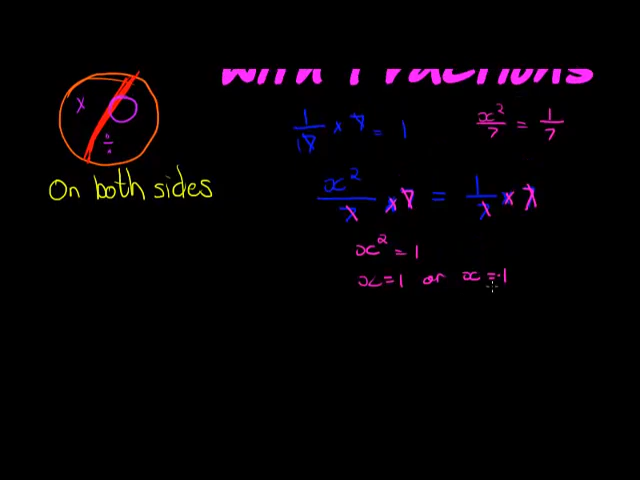 with Fractions
x
÷
On both sides
1/17 x 7 = 1
x²/7 = 1/7
x²/7 x 7 = 1/7 x 7
x² = 1
x = 1 or x = -1